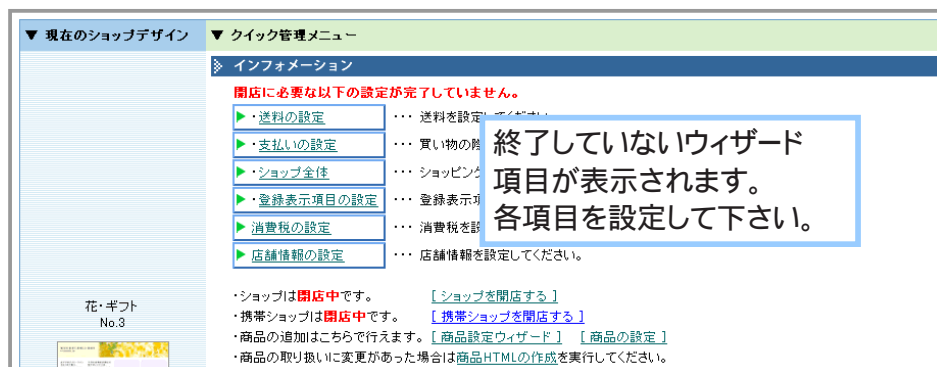 ▼ 現在のショップデザイン
▼ クイック管理メニュー
インフォメーション
開店に必要な以下の設定が完了していません。
・送料の設定 ・・・ 送料を設定してください
・支払いの設定 ・・・ 買い物の際
・ショップ全体 ・・・ ショッピング
・登録表示項目の設定 ・・・ 登録表示項
消費税の設定 ・・・ 消費税を設
店舗情報の設定 ・・・ 店舗情報を設定してください。
終了していないウィザード
項目が表示されます。
各項目を設定して下さい。
・ショップは閉店中です。 [ ショップを開店する ]
・携帯ショップは閉店中です。 [ 携帯ショップを開店する ]
・商品の追加はこちらで行えます。[ 商品設定ウィザード ] [ 商品の設定 ]
・商品の取り扱いに変更があった場合は商品HTMLの作成を実行してください。
花・ギフト
No.3